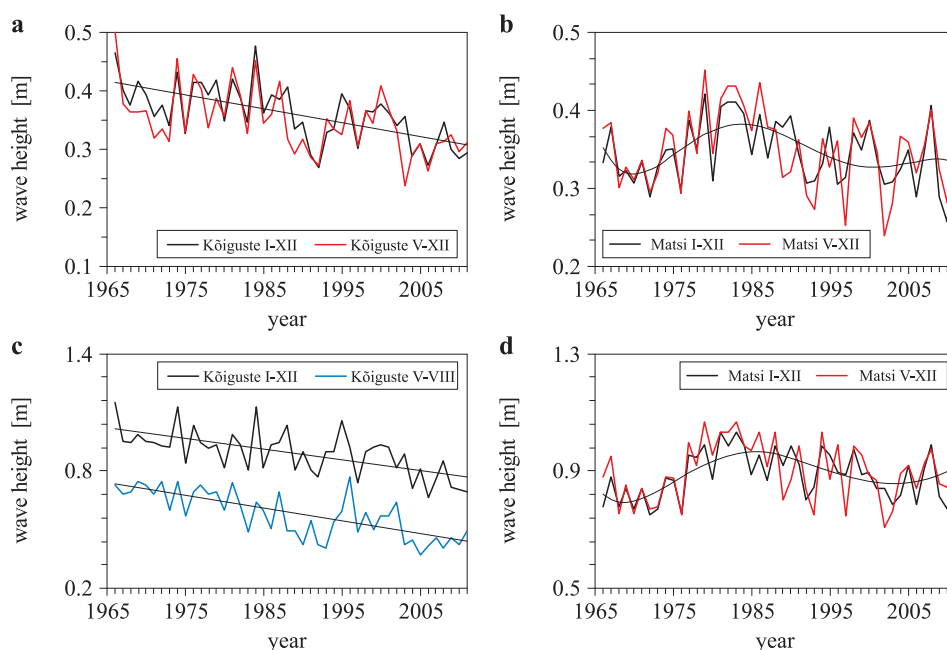 a
0.5
0.4
0.3
0.1
wave height [m]
Kõiguste I-XII
Kõiguste V-XII
1965 1975 1985 1995 2005
year
b
0.5
0.4
0.3
0.2
wave height [m]
Matsi I-XII
Matsi V-XII
1965 1975 1985 1995 2005
year
c
1.4
0.8
0.2
wave height [m]
Kõiguste I-XII
Kõiguste V-VIII
1965 1975 1985 1995 2005
year
d
1.3
0.9
0.5
wave height [m]
Matsi I-XII
Matsi V-XII
1965 1975 1985 1995 2005
year